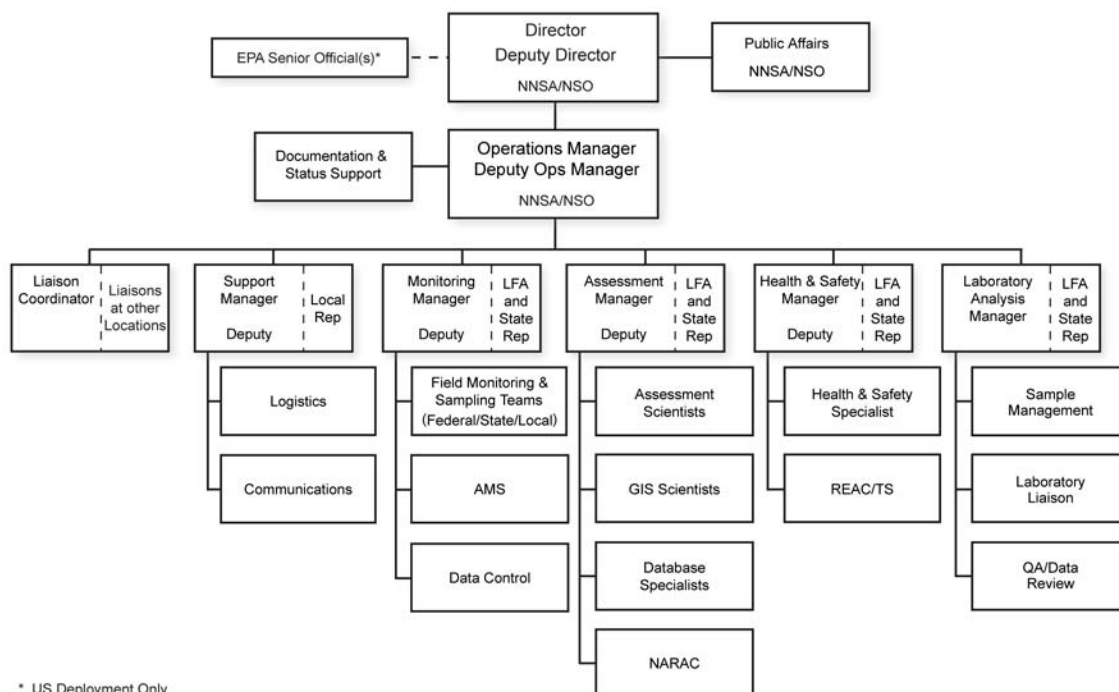 Director
Deputy Director
NNSA/NSO
EPA Senior Official(s)*
Public Affairs
NNSA/NSO
Operations Manager
Deputy Ops Manager
NNSA/NSO
Documentation &
Status Support
Liaison
Coordinator
Liaisons
at other
Locations
Support
Manager
Deputy
Local
Rep
Monitoring
Manager
Deputy
LFA
and
State
Rep
Assessment
Manager
Deputy
LFA
and
State
Rep
Health & Safety
Manager
Deputy
LFA
and
State
Rep
Laboratory
Analysis
Manager
LFA
and
State
Rep
Logistics
Communications
Field Monitoring &
Sampling Teams
(Federal/State/Local)
AMS
Data Control
Assessment
Scientists
GIS Scientists
Database
Specialists
NARAC
Health & Safety
Specialist
REAC/TS
Sample
Management
Laboratory
Liaison
QA/Data
Review
* US Deployment Only